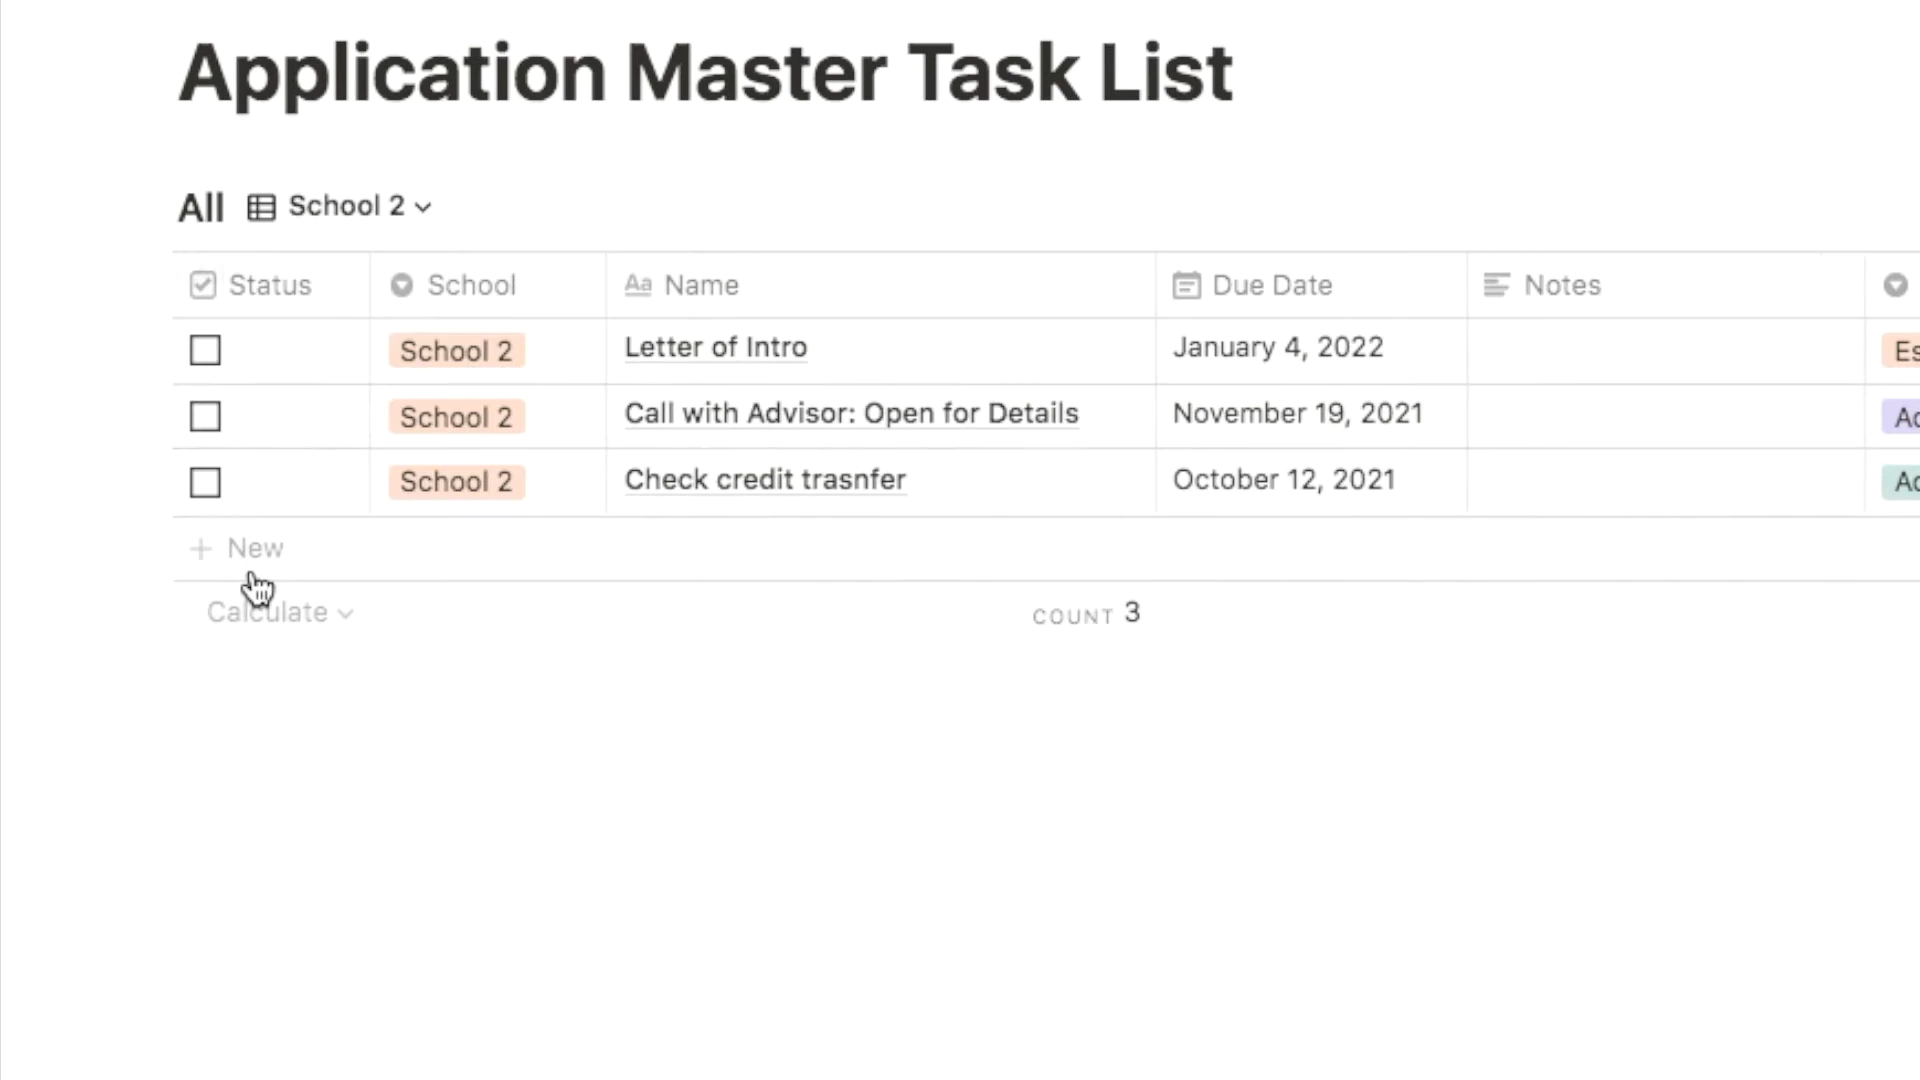 Application Master Task List
All School 2
Status School Aa Name Due Date Notes
School 2 Letter of Intro January 4, 2022 Es
School 2 Call with Advisor: Open for Details November 19, 2021
School 2 Check credit trasnfer October 12, 2021
+ New
Calculate COUNT 3